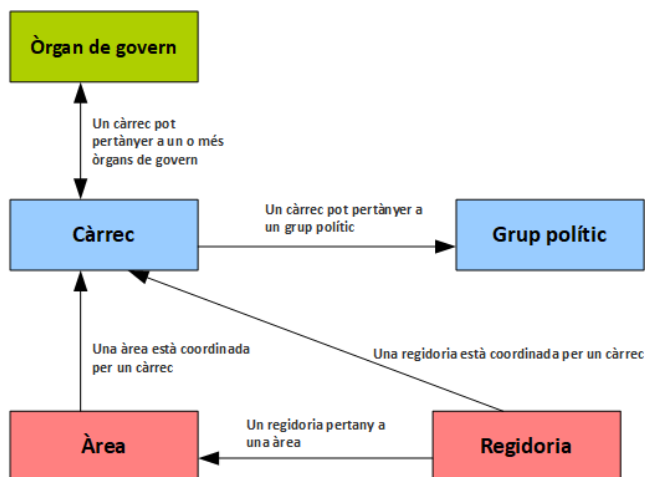 Òrgan de govern
Un càrrec pot
pertànyer a un o més
òrgans de govern
Càrrec
Un càrrec pot pertànyer a
un grup polític
Grup polític
Una àrea està coordinada
per un càrrec
Una regidoria està coordinada per un càrrec
Àrea
Un regidoria pertany a
una àrea
Regidoria